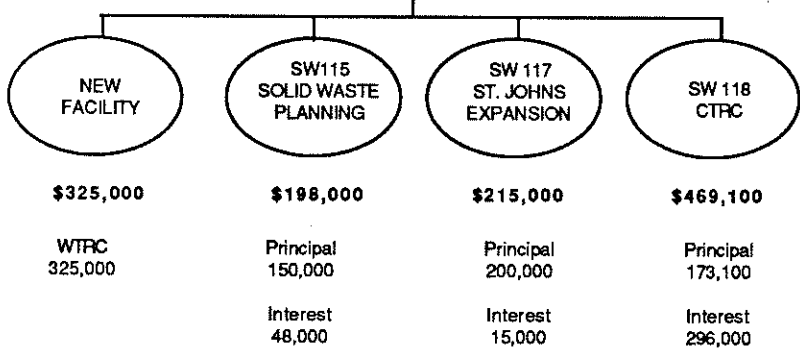 NEW
FACILITY
SW115
SOLID WASTE
PLANNING
SW 117
ST. JOHNS
EXPANSION
SW 118
CTRC
$325,000
$198,000
$215,000
$469,100
WTRC
325,000
Principal
150,000
Principal
200,000
Principal
173,100
Interest
48,000
Interest
15,000
Interest
296,000